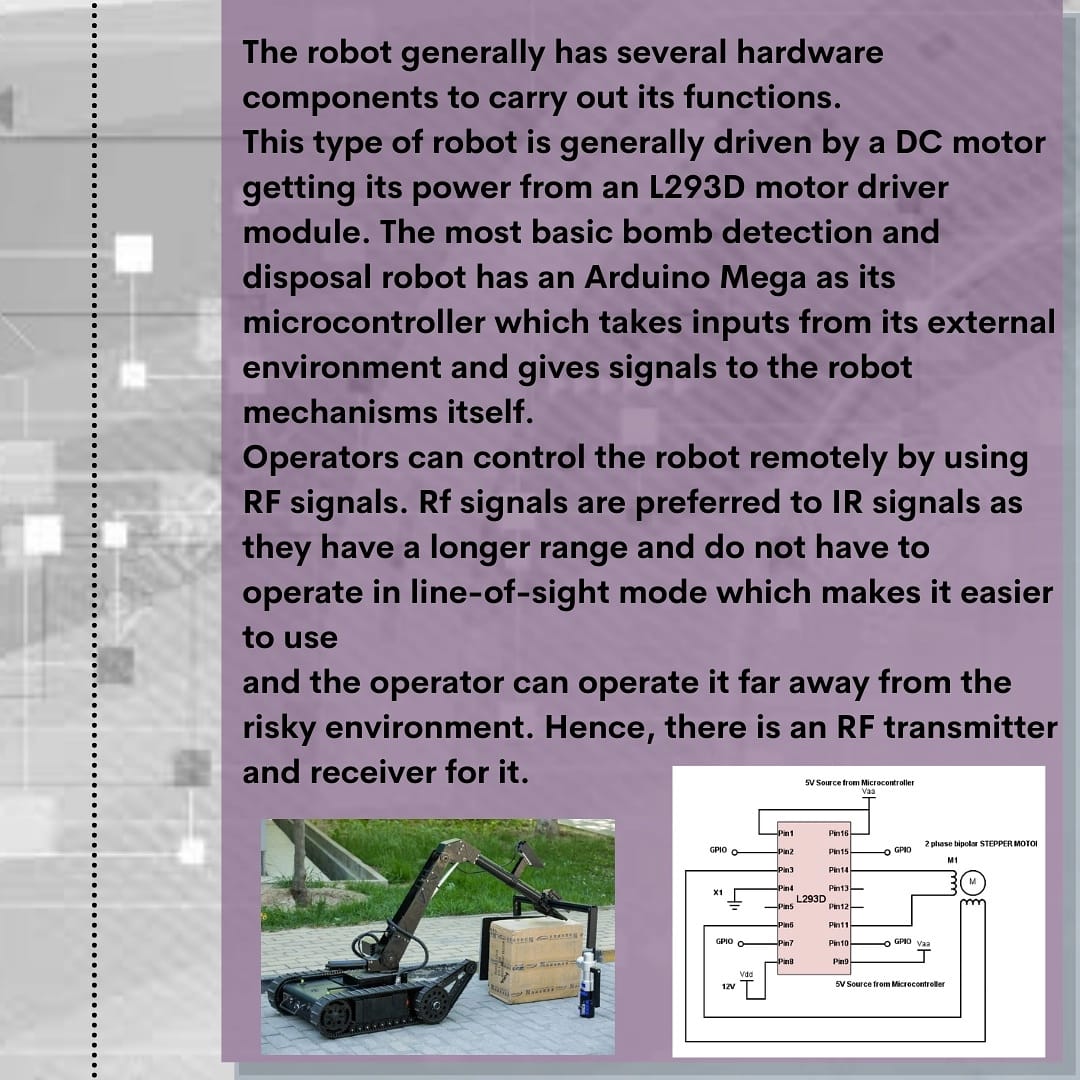 The robot generally has several hardware
components to carry out its functions.
This type of robot is generally driven by a DC motor
getting its power from an L293D motor driver
module. The most basic bomb detection and
disposal robot has an Arduino Mega as its
microcontroller which takes inputs from its external
environment and gives signals to the robot
mechanisms itself.
Operators can control the robot remotely by using
RF signals. Rf signals are preferred to IR signals as
they have a longer range and do not have to
operate in line-of-sight mode which makes it easier
to use
and the operator can operate it far away from the
risky environment. Hence, there is an RF transmitter
and receiver for it.
5V Source from Microcontroller
Vaa
Pin1 Pin16
GPIO Pin2 Pin15 GPIO
2 phase bipolar STEPPER MOTOI
Pin3 Pin14 M1
M
X1 Pin4 Pin13
L293D
Pin5 Pin12
Pin6 Pin11
GPIO Pin7 Pin10 GPIO Vaa
Pin8 Pin9
Vdd
12V
5V Source from Microcontroller